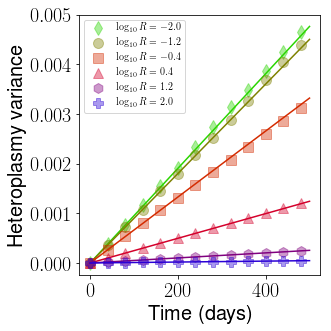 Heteroplasmy variance
0.005
0.004
0.003
0.002
0.001
0.000
log₁₀ R = −2.0
log₁₀ R = −1.2
log₁₀ R = −0.4
log₁₀ R = 0.4
log₁₀ R = 1.2
log₁₀ R = 2.0
0 200 400
Time (days)